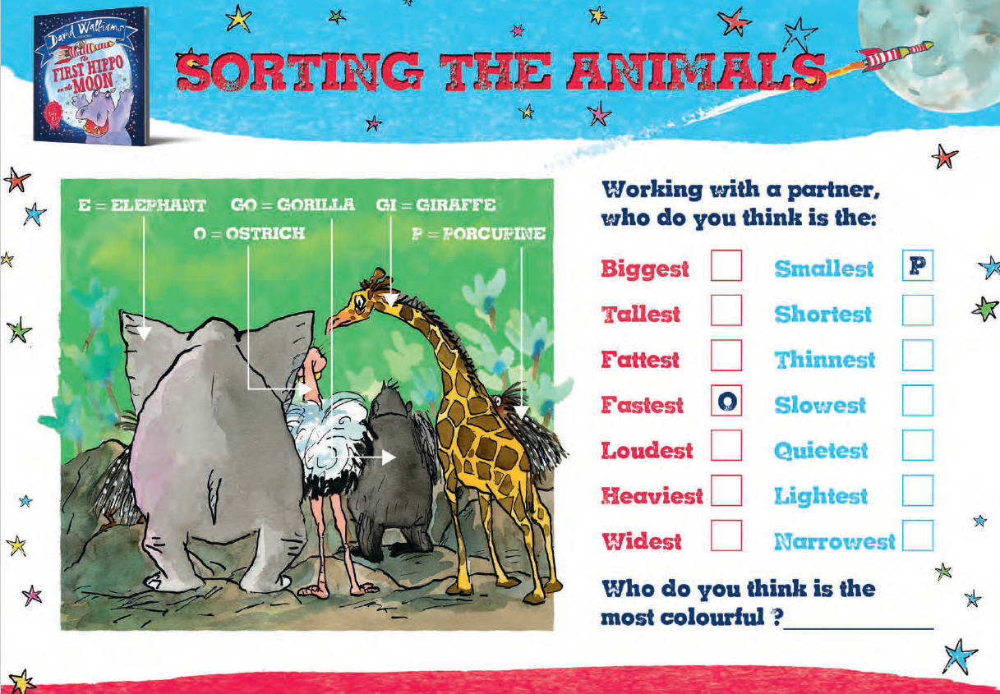 David Walliams
PRESENTS
The
FIRST HIPPO
on the
MOON
SORTING THE ANIMALS
E = ELEPHANT GO = GORILLA GI = GIRAFFE
O = OSTRICH P = PORCUPINE
Working with a partner,
who do you think is the:
Biggest Smallest P
Tallest Shortest
Fattest Thinnest
Fastest O Slowest
Loudest Quietest
Heaviest Lightest
Widest Narrowest
Who do you think is the
most colourful ?